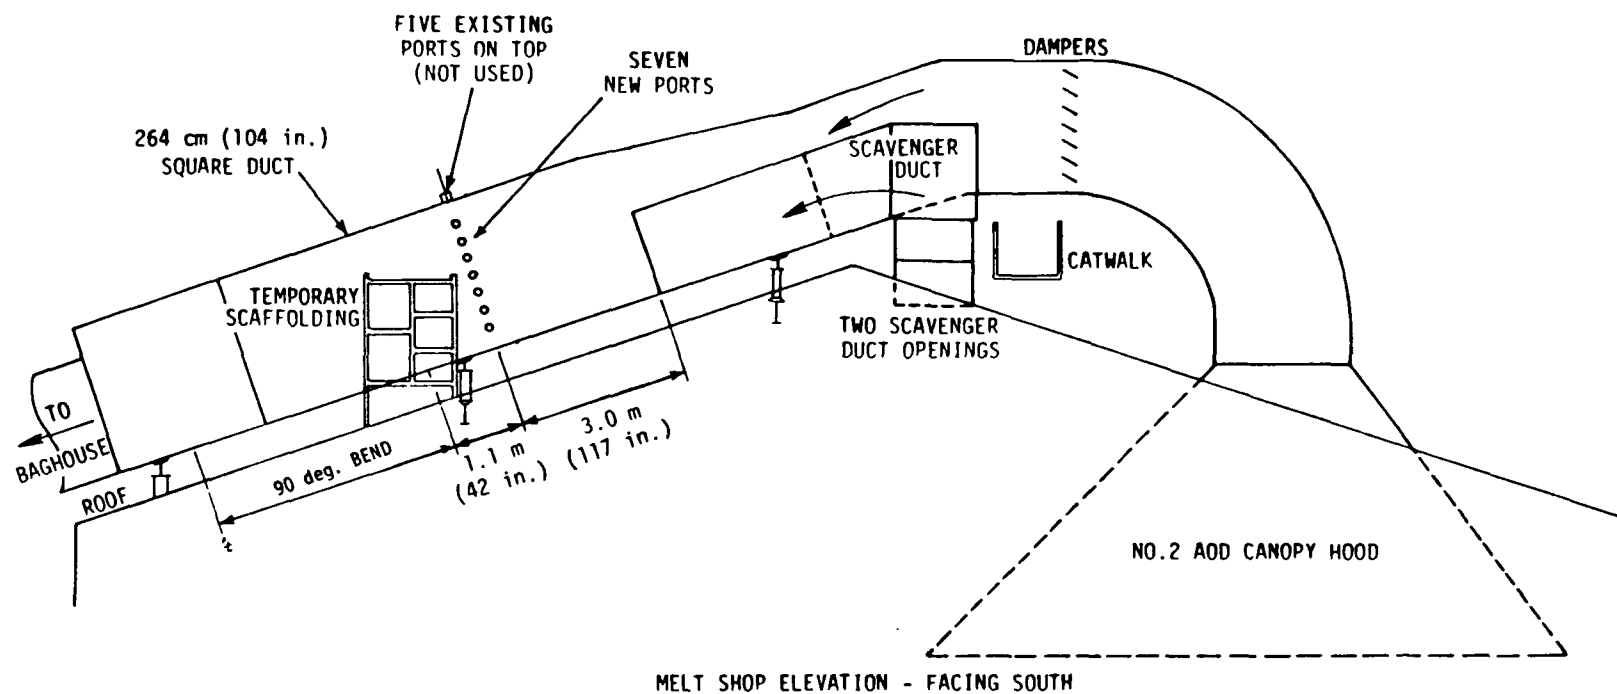 FIVE EXISTING
PORTS ON TOP
(NOT USED)
SEVEN
NEW PORTS
DAMPERS
264 cm (104 in.)
SQUARE DUCT
SCAVENGER
DUCT
CATWALK
TEMPORARY
SCAFFOLDING
TWO SCAVENGER
DUCT OPENINGS
TO
BAGHOUSE
ROOF
90 deg. BEND
1.1 m
(42 in.)
3.0 m
(117 in.)
NO.2 AOD CANOPY HOOD
MELT SHOP ELEVATION - FACING SOUTH